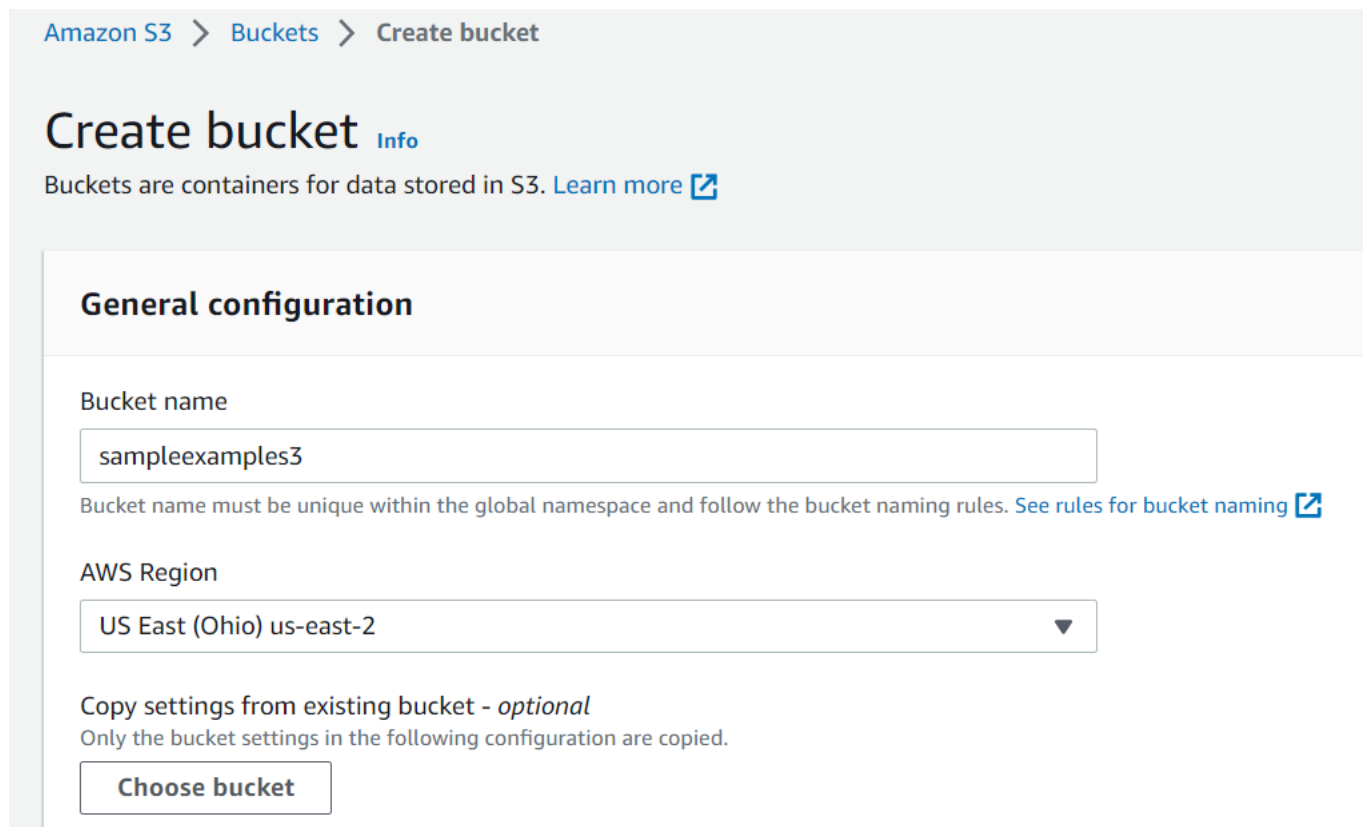 Amazon S3 > Buckets > Create bucket
Create bucket Info
Buckets are containers for data stored in S3. Learn more
General configuration
Bucket name
sampleexamples3
Bucket name must be unique within the global namespace and follow the bucket naming rules. See rules for bucket naming
AWS Region
US East (Ohio) us-east-2
Copy settings from existing bucket - optional
Only the bucket settings in the following configuration are copied.
Choose bucket